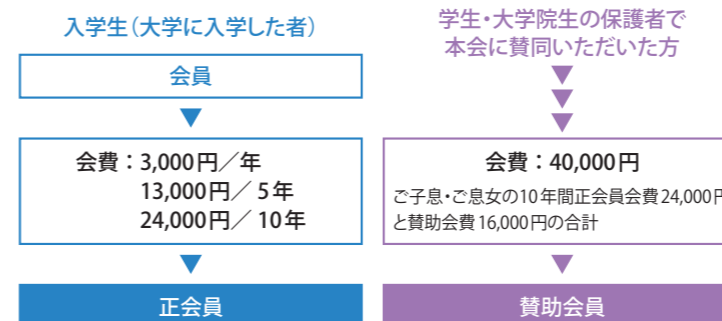 入学生（大学に入学した者）
会員
会費：3,000円／年
13,000円／ 5年
24,000円／ 10年
正会員
学生・大学院生の保護者で
本会に賛同いただいた方
会費：40,000円
ご子息・ご息女の10年間正会員会費24,000円
と賛助会費16,000円の合計
賛助会員